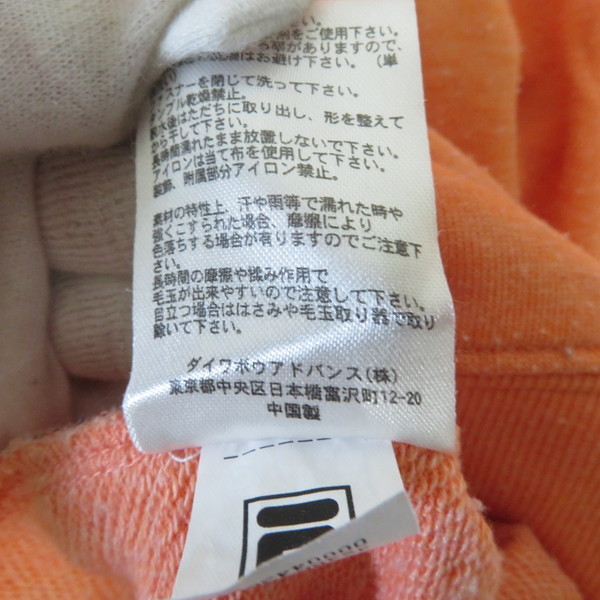 剤をご使用下さい。
がありますので、
はお避け下さい。(単
スナーを閉じて洗って下さい。
ンブル乾燥禁止。
水後はただちに取り出し、形を整えて
から干して下さい。
長時間濡れたまま放置しないで下さい。
アイロンは当て布を使用して下さい。
装飾、附属部分アイロン禁止。
素材の特性上、汗や雨等で濡れた時や
強くこすられた場合、摩擦により
色落ちする場合が有りますのでご注意下
さい。
長時間の摩擦や揉み作用で
毛玉が出来やすいので注意して下さい。
目立つ場合ははさみや毛玉取り器で取り
除いて下さい。
ダイワボウアドバンス(株)
東京都中央区日本橋富沢町12-20
中国製